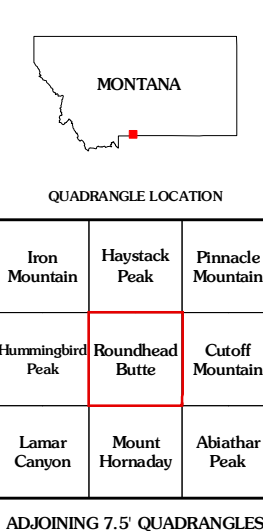 MONTANA
QUADRANGLE LOCATION
Iron
Mountain
Haystack
Peak
Pinnacle
Mountain
Hummingbird
Peak
Roundhead
Butte
Cutoff
Mountain
Lamar
Canyon
Mount
Hornaday
Abiathar
Peak
ADJOINING 7.5' QUADRANGLES